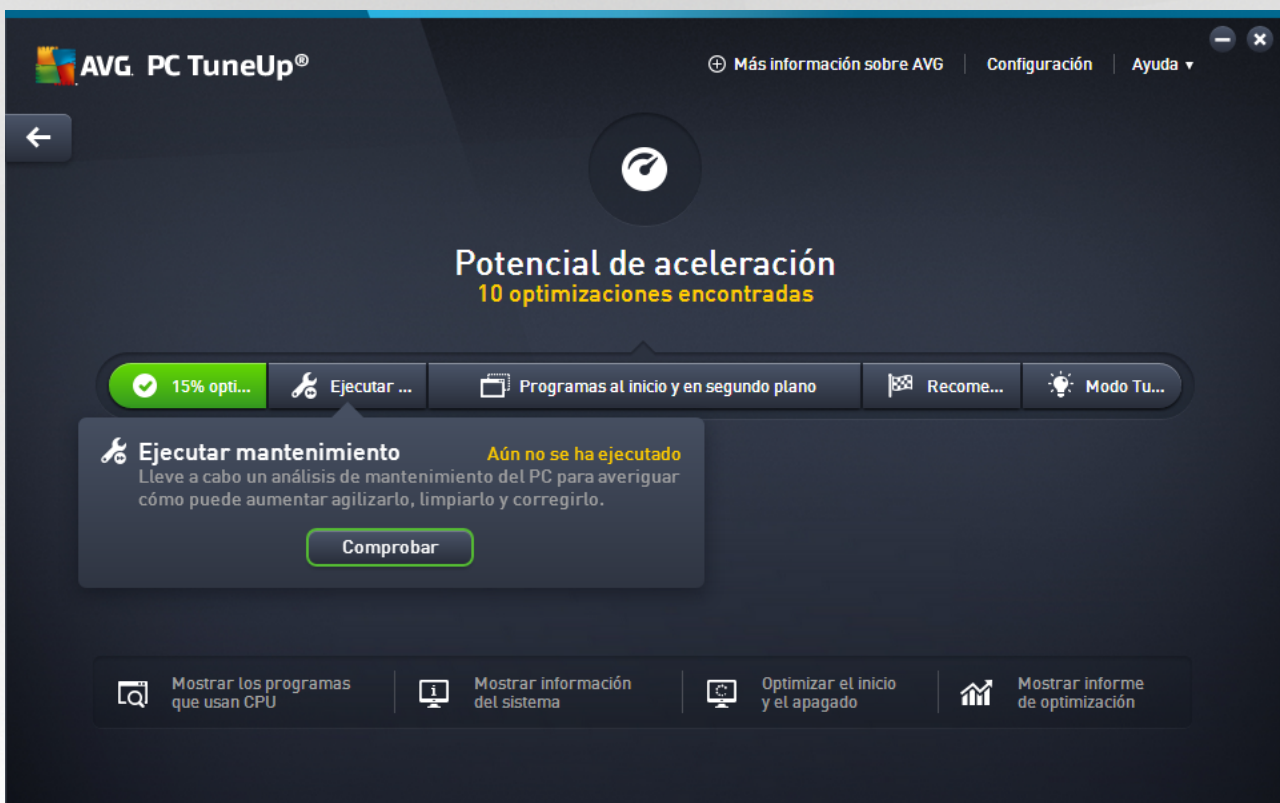 AVG PC TuneUp®
Más información sobre AVG
Configuración
Ayuda
Potencial de aceleración
10 optimizaciones encontradas
15% opti...
Ejecutar ...
Programas al inicio y en segundo plano
Recome...
Modo Tu...
Ejecutar mantenimiento
Aún no se ha ejecutado
Lleve a cabo un análisis de mantenimiento del PC para averiguar
cómo puede aumentar agilizarlo, limpiarlo y corregirlo.
Comprobar
Mostrar los programas
que usan CPU
Mostrar información
del sistema
Optimizar el inicio
y el apagado
Mostrar informe
de optimización